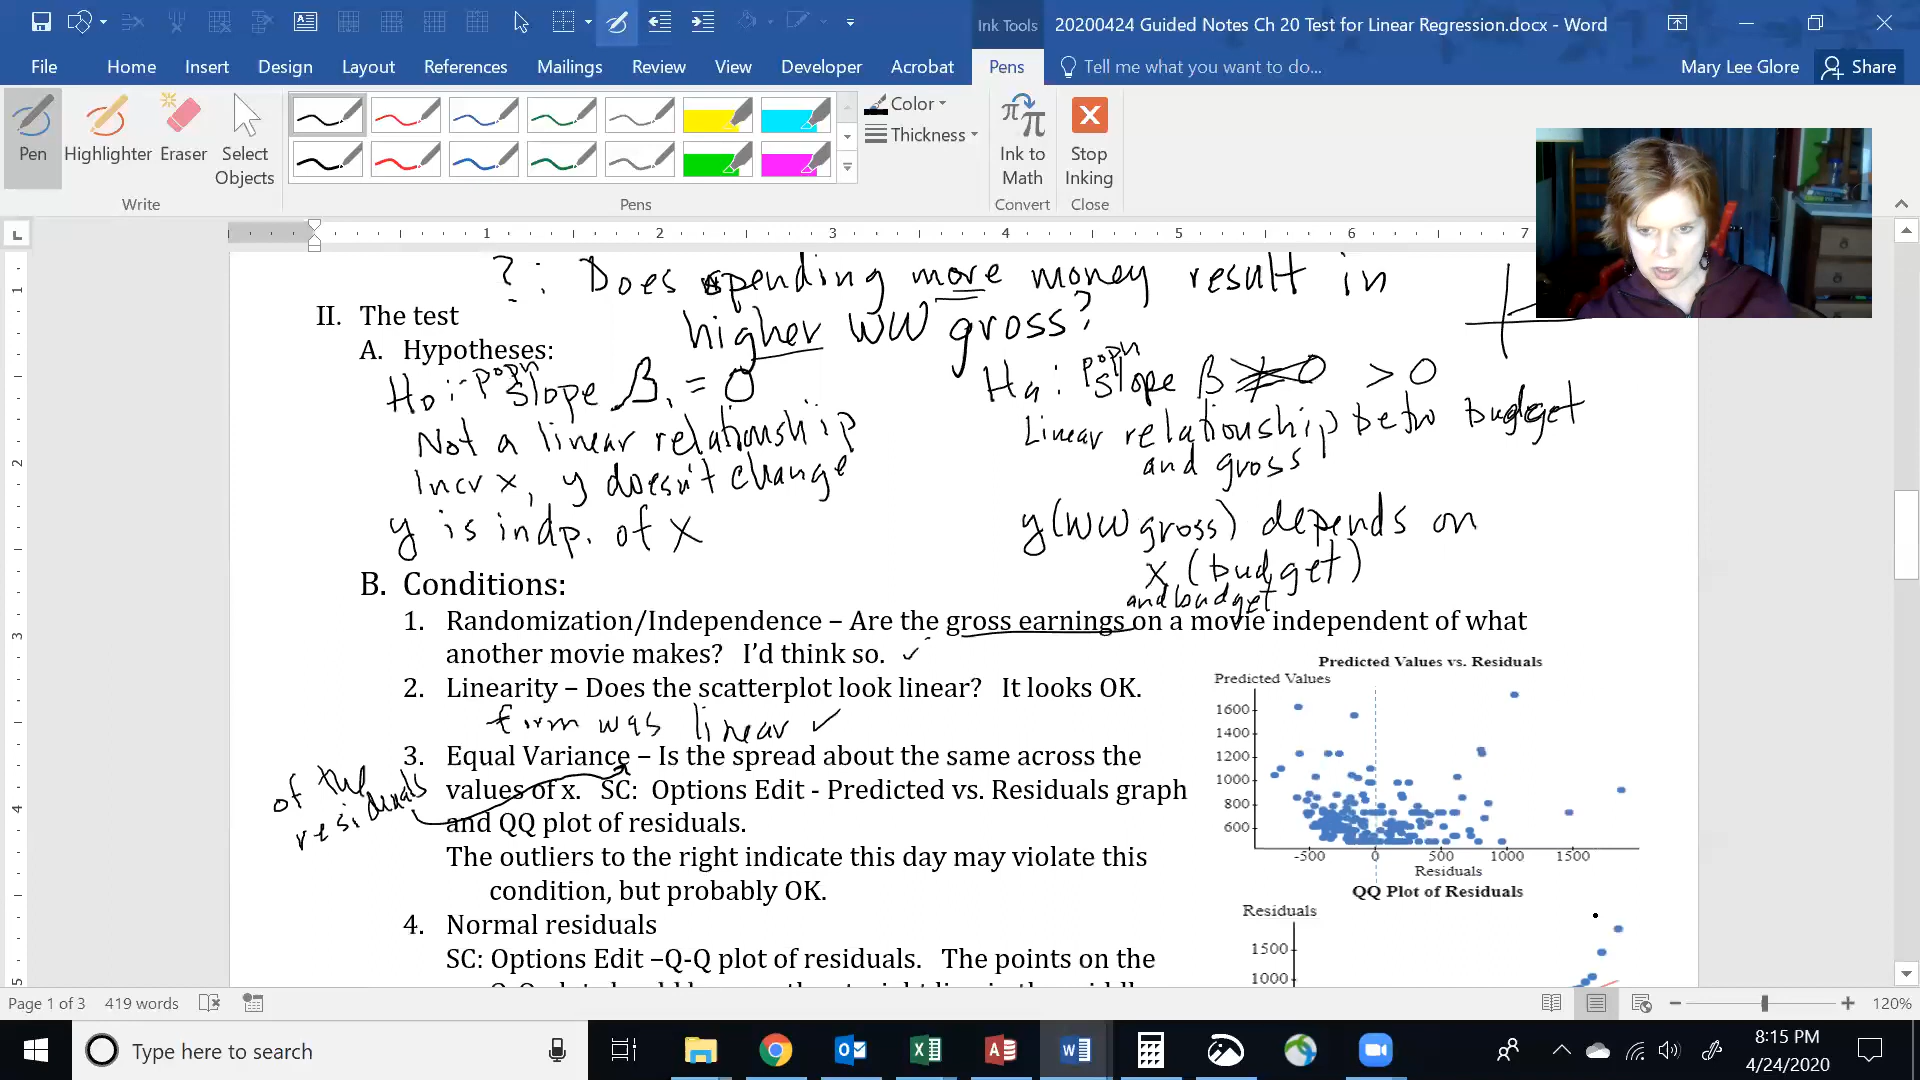 Ink Tools
20200424 Guided Notes Ch 20 Test for Linear Regression.docx - Word
File Home Insert Design Layout References Mailings Review View Developer Acrobat Pens Tell me what you want to do... Mary Lee Glore Share
Pen Highlighter Eraser Select Objects
Write
Pens
Color
Thickness
Ink to Math
Convert
Stop Inking
Close
1 2 3 4 5 6 7
?: Does spending more money result in
higher WW gross?
II. The test
A. Hypotheses:
Ho: popn slope β1 = 0
Not a linear relationship
Incr x, y doesn't change
y is indp. of x
Ha: popn slope β ≠ 0 > 0
Linear relationship betw budget
and gross
y (WW gross) depends on
x (budget)
and budget
B. Conditions:
1. Randomization/Independence – Are the gross earnings on a movie independent of what
another movie makes? I'd think so. ✓
2. Linearity – Does the scatterplot look linear? It looks OK.
form was linear ✓
3. Equal Variance – Is the spread about the same across the
of the
residuals
values of x. SC: Options Edit - Predicted vs. Residuals graph
and QQ plot of residuals.
The outliers to the right indicate this day may violate this
condition, but probably OK.
4. Normal residuals
SC: Options Edit –Q-Q plot of residuals. The points on the
Predicted Values vs. Residuals
Predicted Values
1600
1400
1200
1000
800
600
-500 0 500 1000 1500
Residuals
QQ Plot of Residuals
Residuals
1500
1000
Page 1 of 3 419 words
120%
Type here to search
8:15 PM
4/24/2020